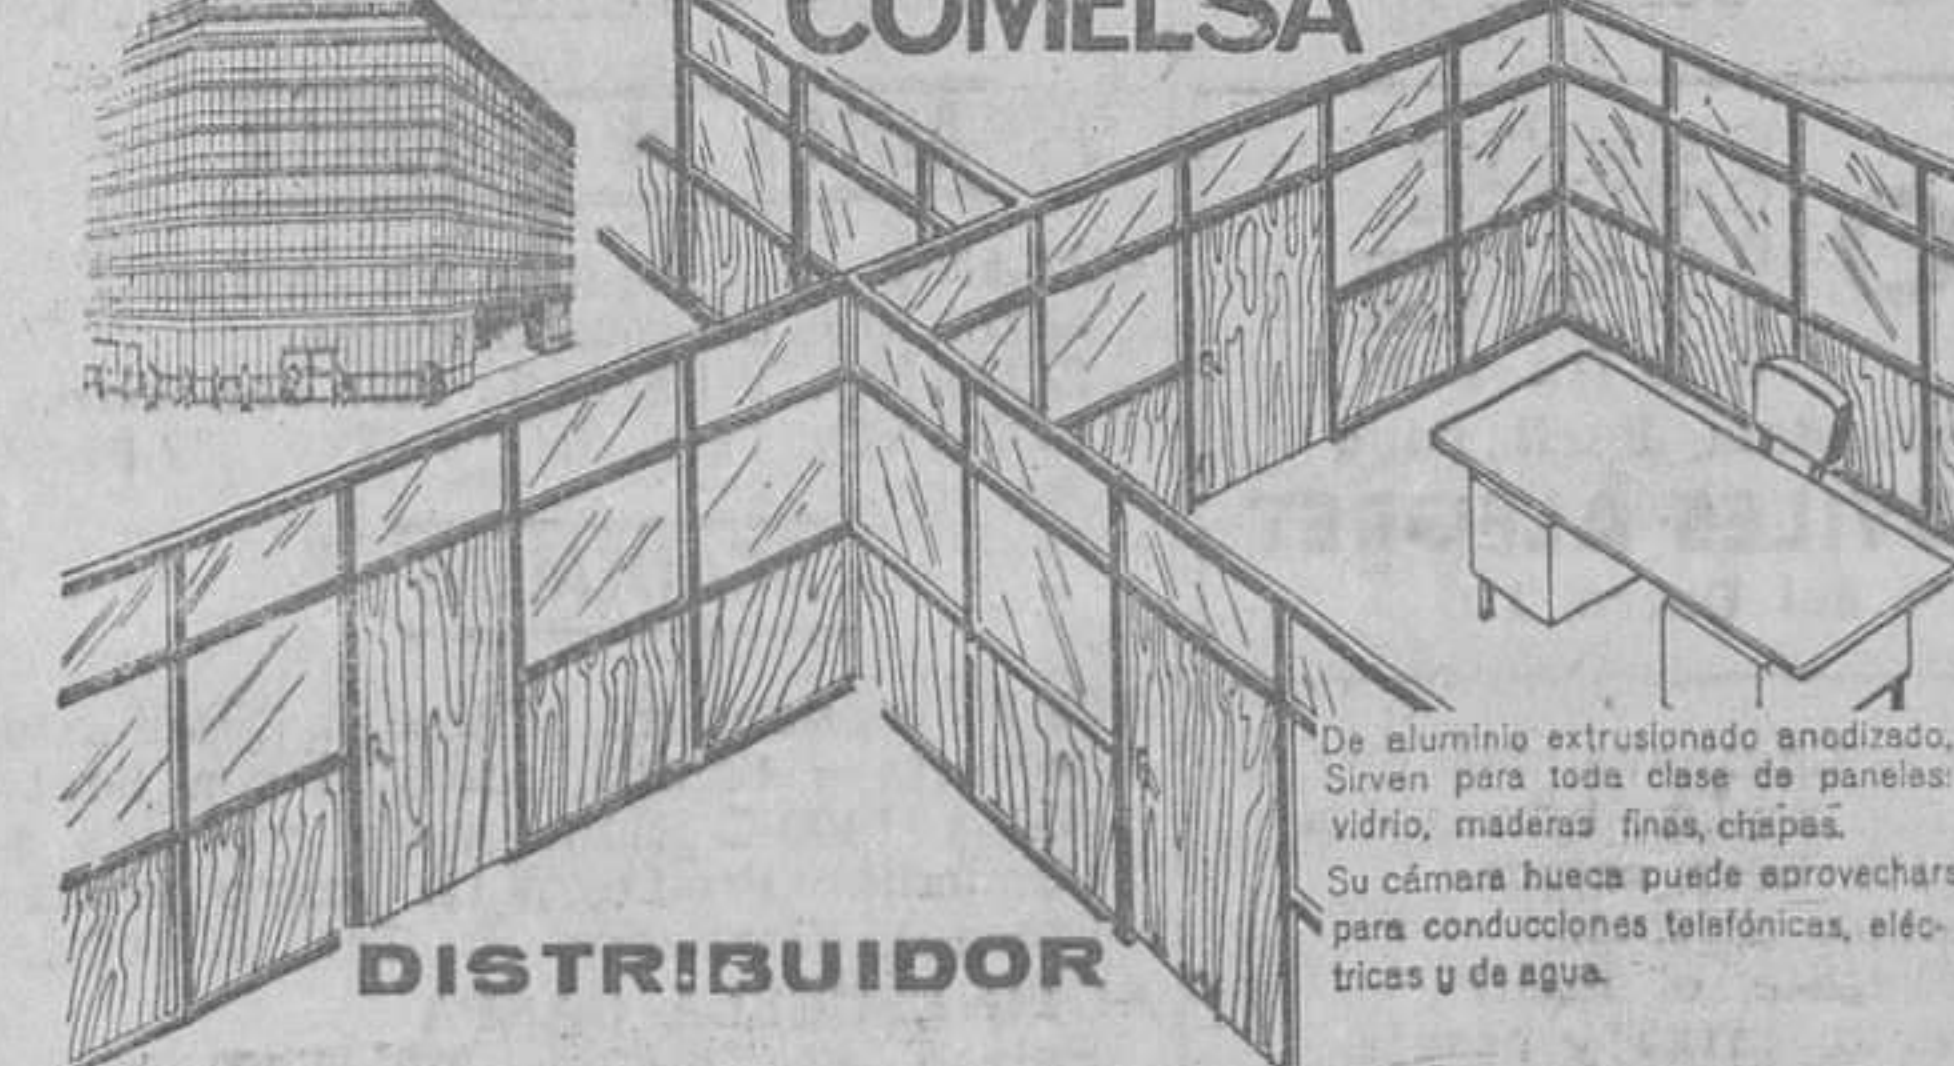 COMELSA
De aluminio extrusionado anodizado.
Sirven para toda clase de paneles:
vidrio, maderas finas, chapas.
Su cámara hueca puede aprovechars
para conducciones telefónicas, eléc-
tricas y de agua.
DISTRIBUIDOR